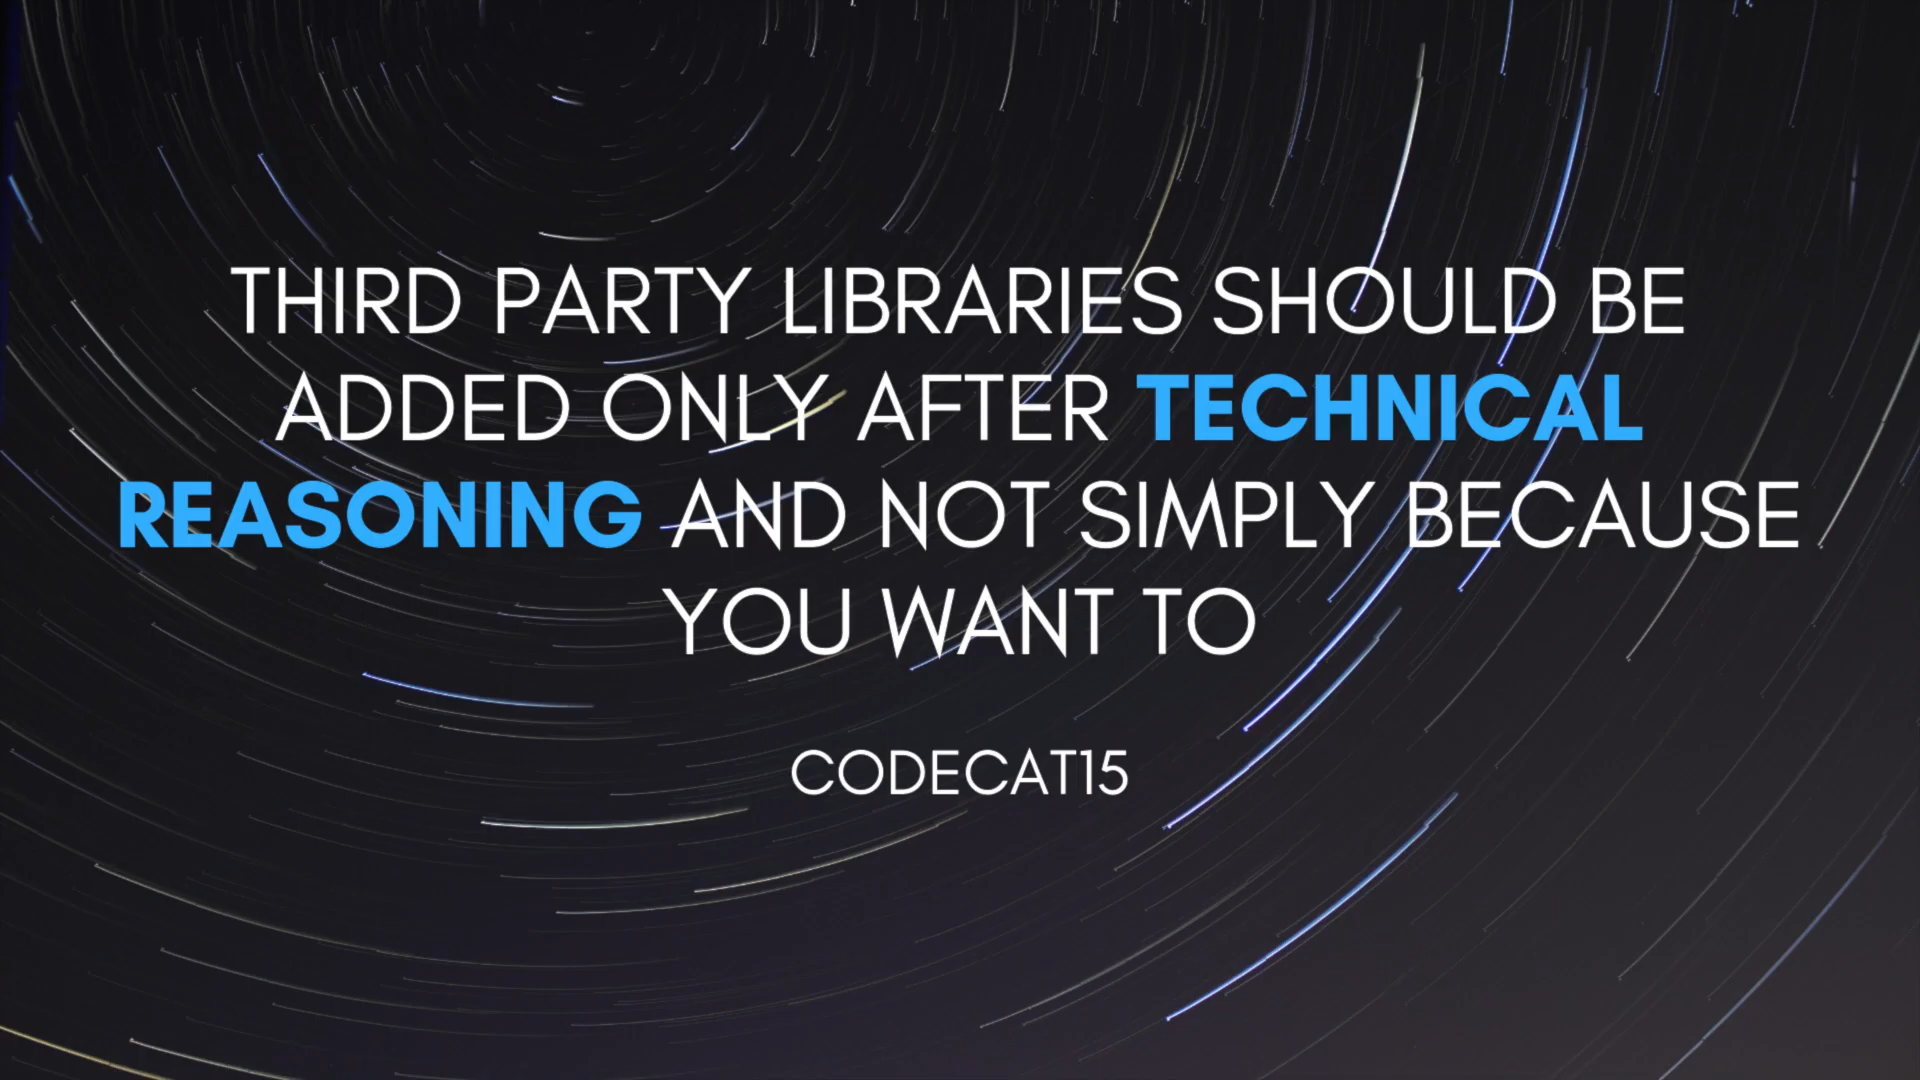 THIRD PARTY LIBRARIES SHOULD BE
ADDED ONLY AFTER TECHNICAL
REASONING AND NOT SIMPLY BECAUSE
YOU WANT TO
CODECAT15